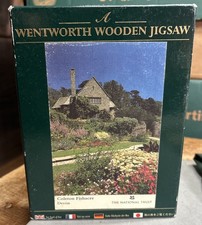 A
WENTWORTH WOODEN JIGSAW
Coleton Fishacre
Devon
THE NATIONAL TRUST